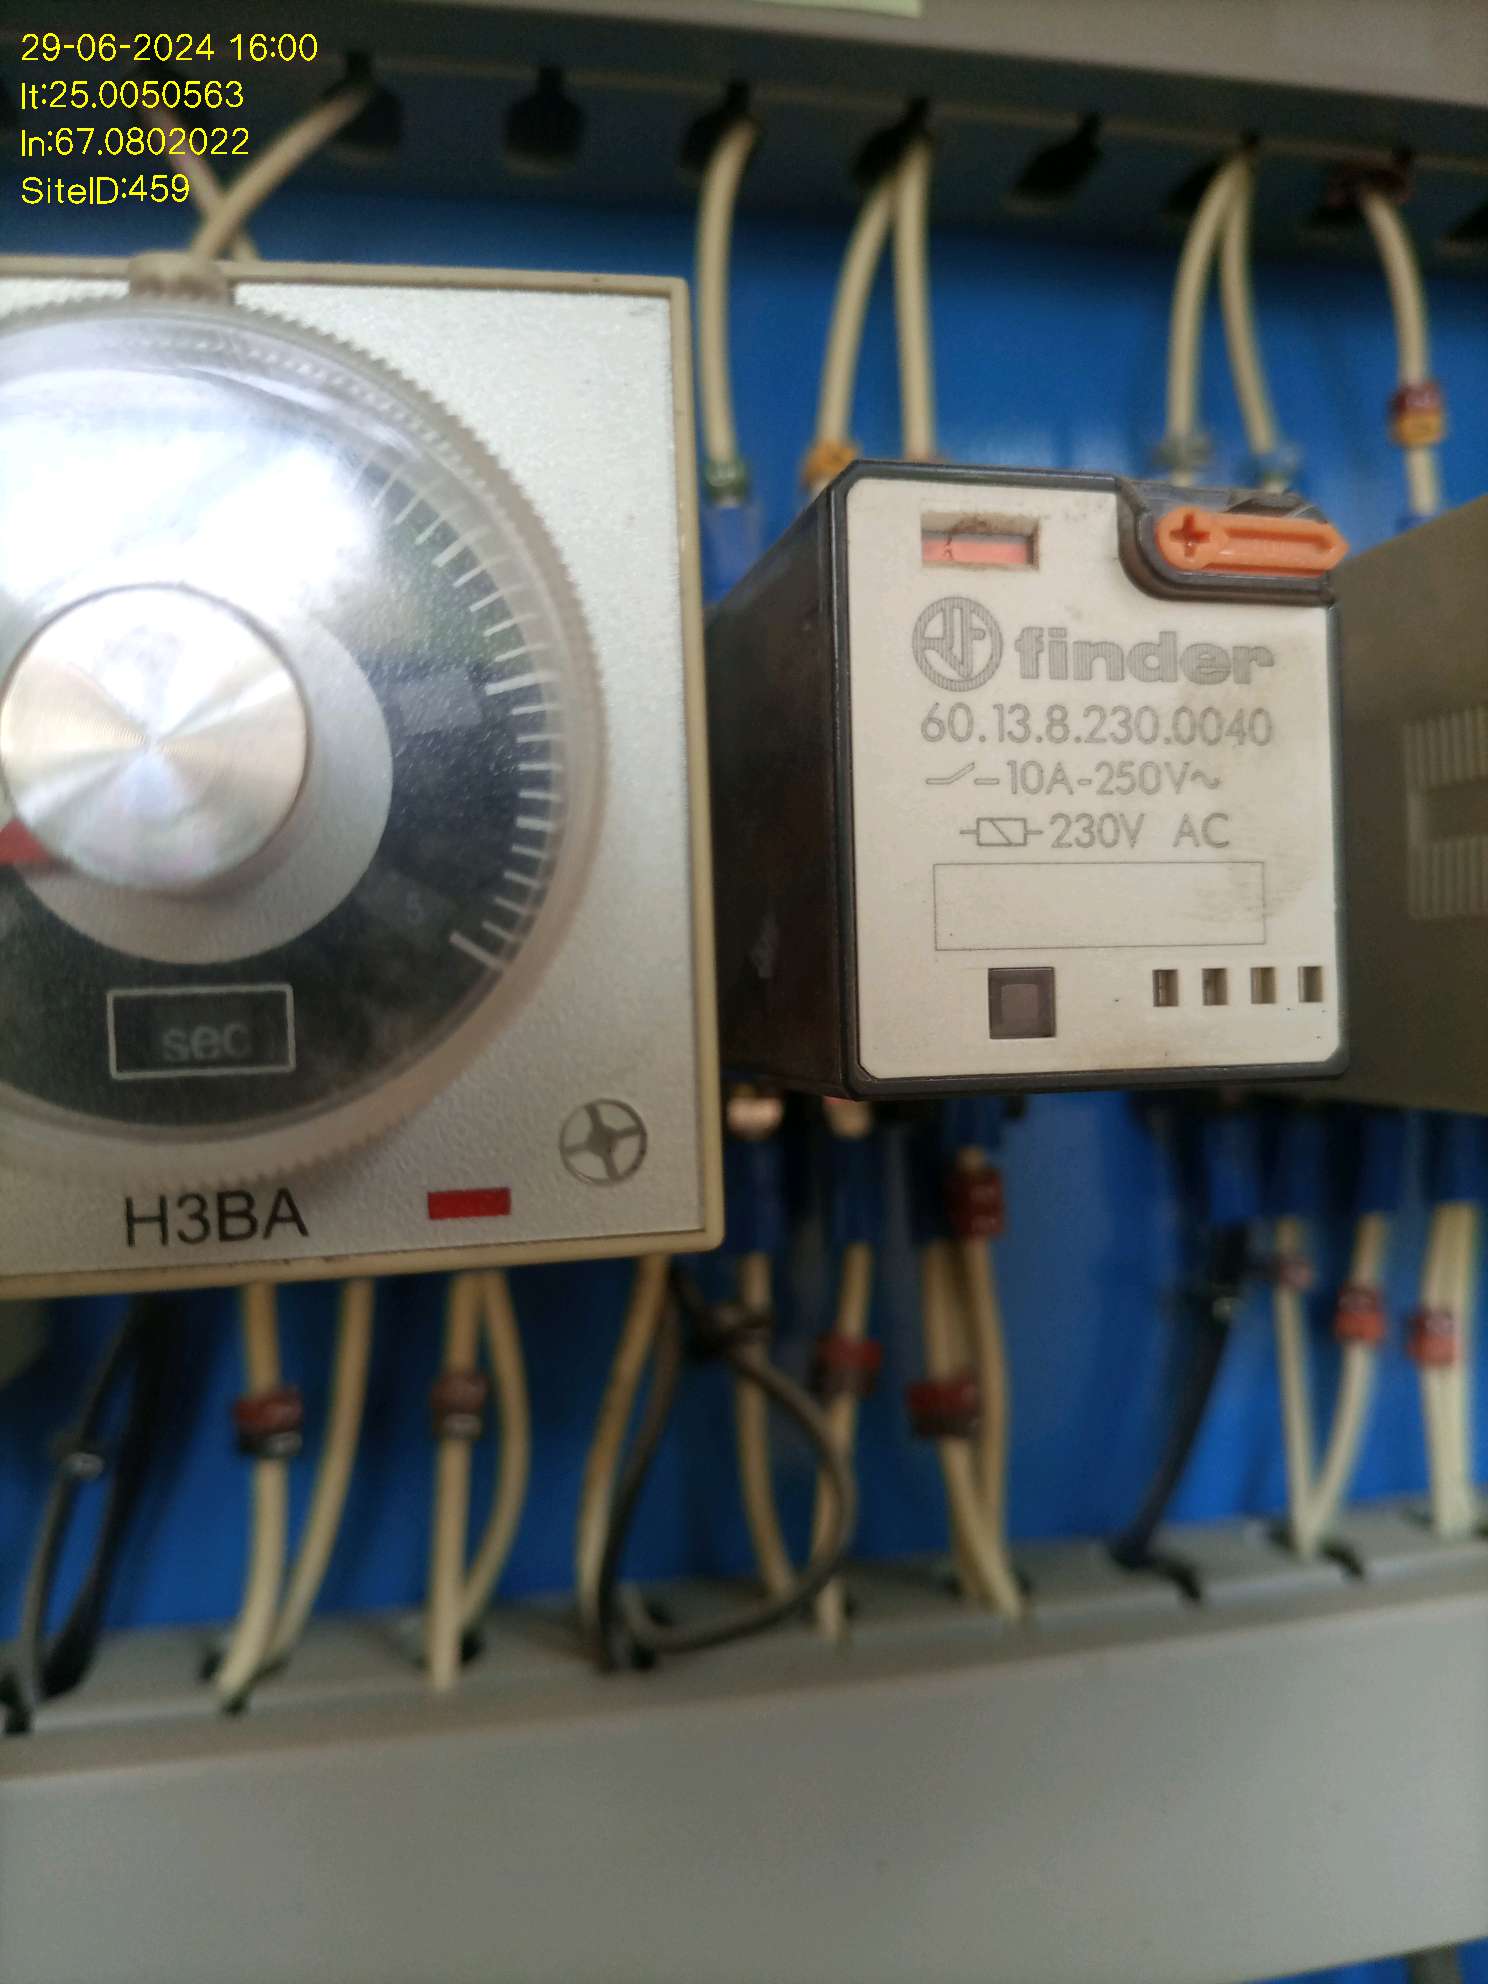 29-06-2024 16:00
lt:25.0050563
ln:67.0802022
SiteID:459
finder
60.13.8.230.0040
10A-250V~
230V AC
5
sec
H3BA